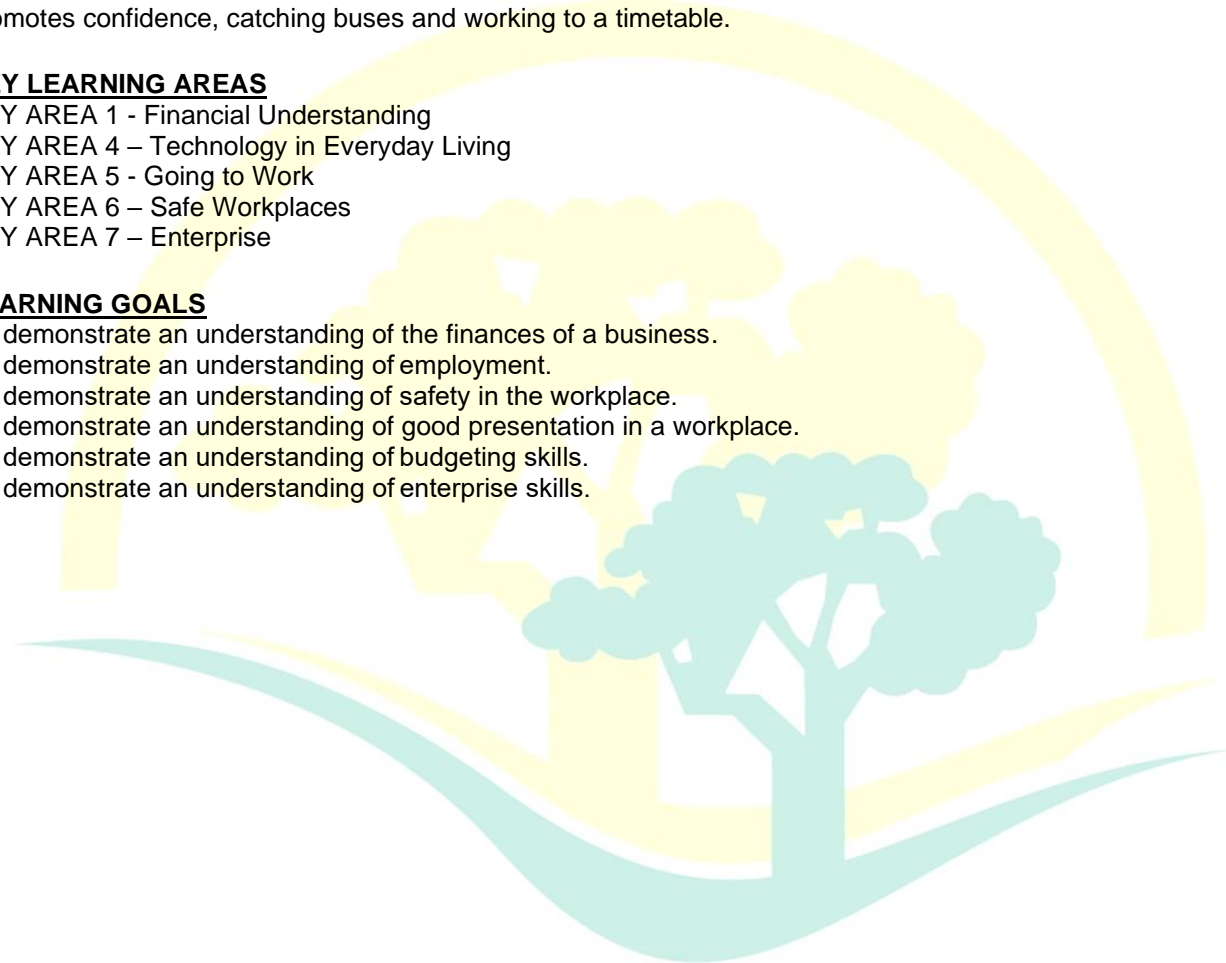 omotes confidence, catching buses and working to a timetable.
Y LEARNING AREAS
Y AREA 1 - Financial Understanding
Y AREA 4 – Technology in Everyday Living
Y AREA 5 - Going to Work
Y AREA 6 – Safe Workplaces
Y AREA 7 – Enterprise
ARNING GOALS
demonstrate an understanding of the finances of a business.
demonstrate an understanding of employment.
demonstrate an understanding of safety in the workplace.
demonstrate an understanding of good presentation in a workplace.
demonstrate an understanding of budgeting skills.
demonstrate an understanding of enterprise skills.